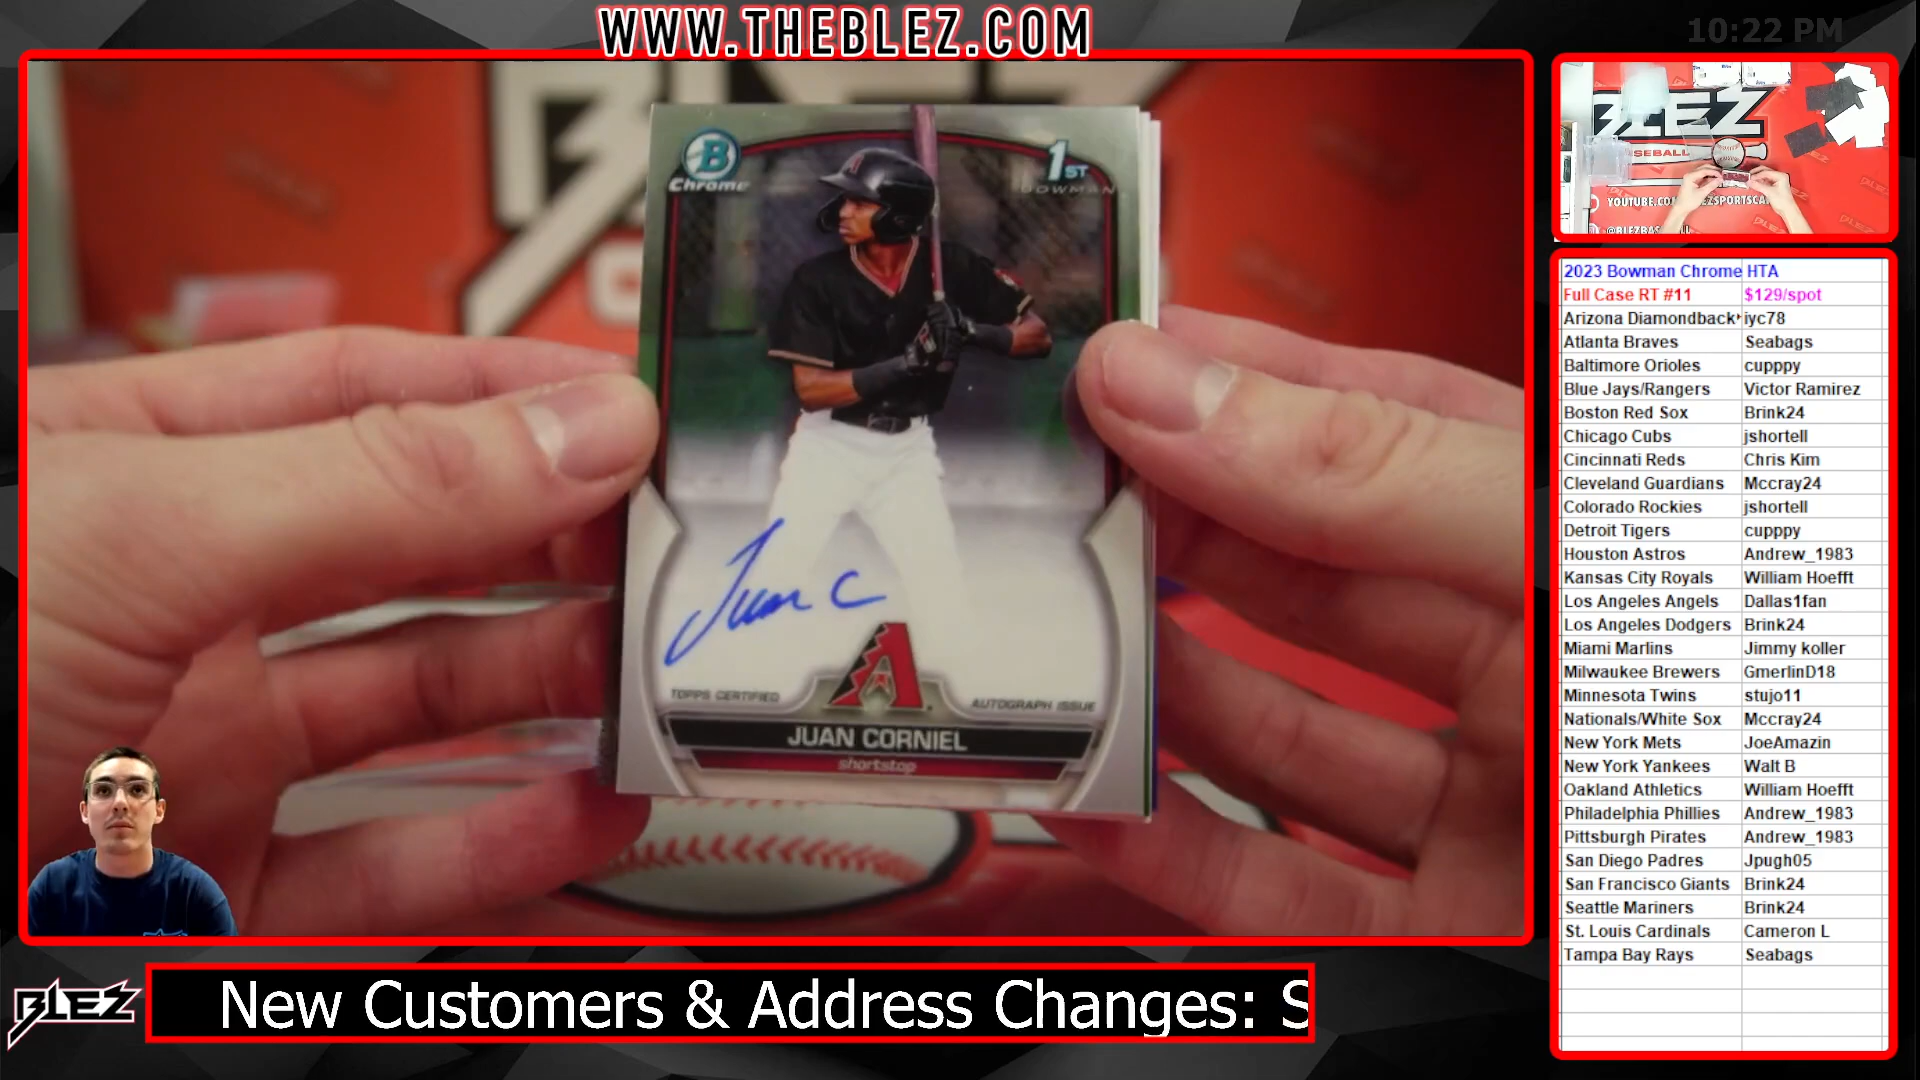 WWW.THEBLEZ.COM
10:22 PM
B
Chrome
1ST
BOWMAN
Juan C
TOPPS CERTIFIED
AUTOGRAPH ISSUE
JUAN CORNIEL
shortstop
BLEZ
BASEBALL
2023 Bowman Chrome HTA
Full Case RT #11 $129/spot
Arizona Diamondback iyc78
Atlanta Braves Seabags
Baltimore Orioles cupppy
Blue Jays/Rangers Victor Ramirez
Boston Red Sox Brink24
Chicago Cubs jshortell
Cincinnati Reds Chris Kim
Cleveland Guardians Mccray24
Colorado Rockies jshortell
Detroit Tigers cupppy
Houston Astros Andrew_1983
Kansas City Royals William Hoefft
Los Angeles Angels Dallas1fan
Los Angeles Dodgers Brink24
Miami Marlins Jimmy koller
Milwaukee Brewers GmerlinD18
Minnesota Twins stujo11
Nationals/White Sox Mccray24
New York Mets JoeAmazin
New York Yankees Walt B
Oakland Athletics William Hoefft
Philadelphia Phillies Andrew_1983
Pittsburgh Pirates Andrew_1983
San Diego Padres Jpugh05
San Francisco Giants Brink24
Seattle Mariners Brink24
St. Louis Cardinals Cameron L
Tampa Bay Rays Seabags
BLEZ
New Customers & Address Changes: S